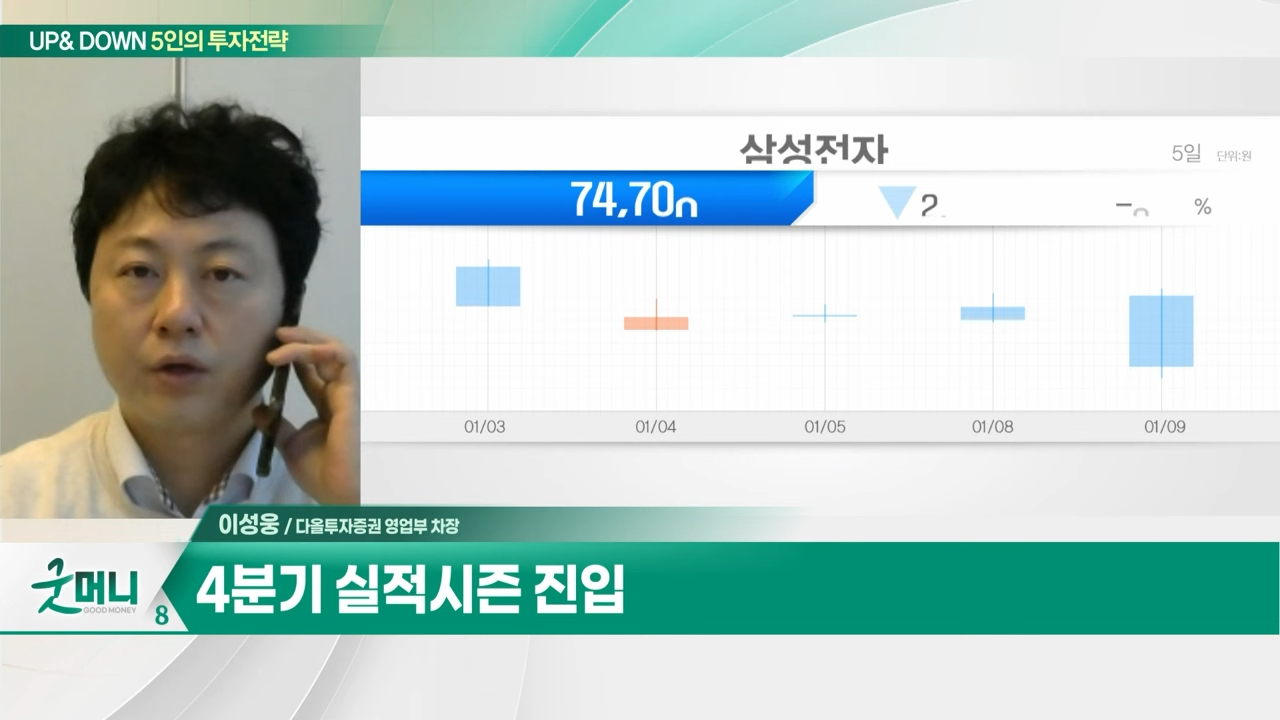 UP& DOWN 5인의 투자전략
삼성전자
5일 단위:원
74,70
▼2 %
01/03 01/04 01/05 01/08 01/09
이성웅 / 다올투자증권 영업부 차장
굿머니
GOOD MONEY
8
4분기 실적시즌 진입